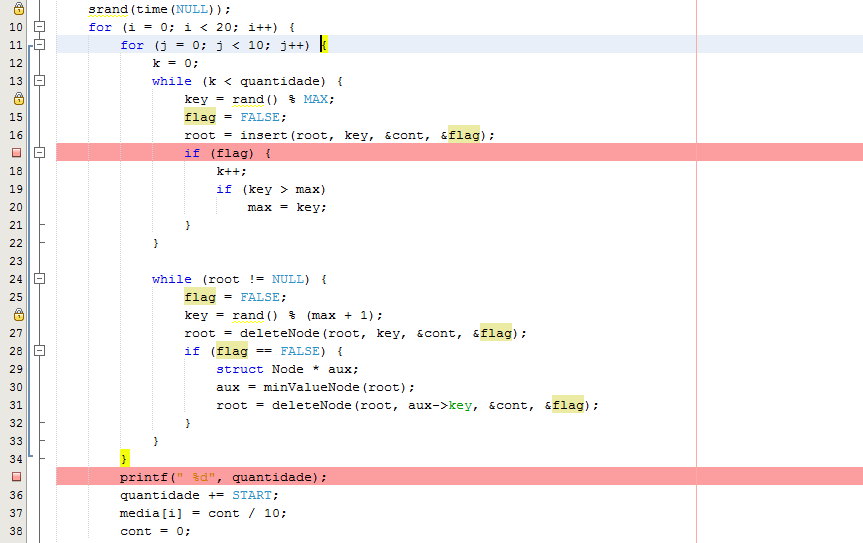 srand(time(NULL));
10 for (i = 0; i < 20; i++) {
11 for (j = 0; j < 10; j++) {
12 k = 0;
13 while (k < quantidade) {
key = rand() % MAX;
15 flag = FALSE;
16 root = insert(root, key, &cont, &flag);
if (flag) {
18 k++;
19 if (key > max)
20 max = key;
21 }
22 }
23
24 while (root != NULL) {
25 flag = FALSE;
key = rand() % (max + 1);
27 root = deleteNode(root, key, &cont, &flag);
28 if (flag == FALSE) {
29 struct Node * aux;
30 aux = minValueNode(root);
31 root = deleteNode(root, aux->key, &cont, &flag);
32 }
33 }
34 }
printf(" %d", quantidade);
36 quantidade += START;
37 media[i] = cont / 10;
38 cont = 0;